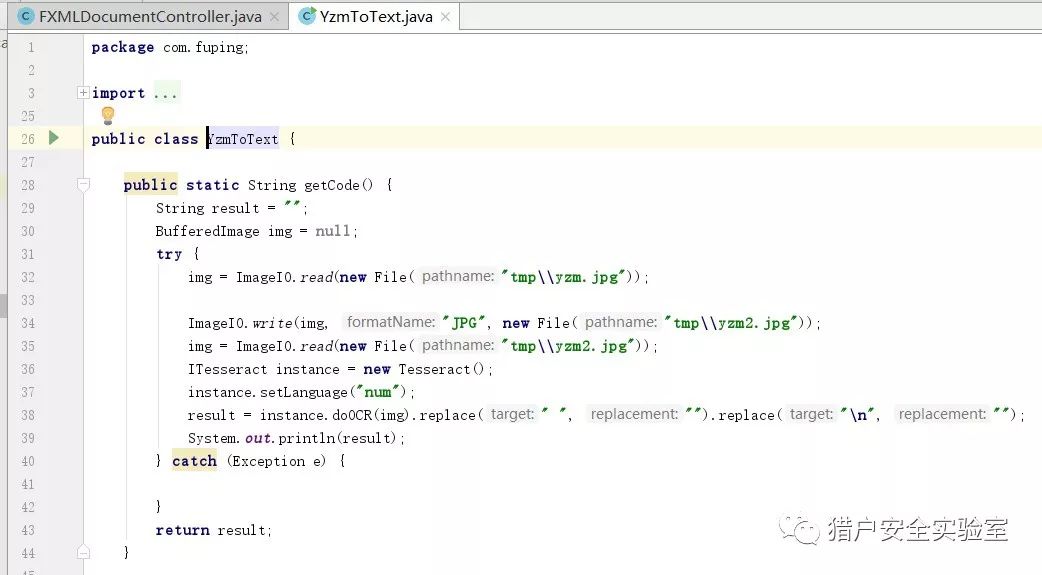 FXMLDocumentController.java YzmToText.java
1 package com.fuping;
2
3 import ...
25
26 public class YzmToText {
27
28 public static String getCode() {
29 String result = "";
30 BufferedImage img = null;
31 try {
32 img = ImageIO.read(new File( pathname: "tmp\\yzm.jpg"));
33
34 ImageIO.write(img, formatName: "JPG", new File( pathname: "tmp\\yzm2.jpg"));
35 img = ImageIO.read(new File( pathname: "tmp\\yzm2.jpg"));
36 ITesseract instance = new Tesseract();
37 instance.setLanguage("num");
38 result = instance.doOCR(img).replace( target: " ", replacement: "").replace( target: "\n", replacement: "");
39 System.out.println(result);
40 } catch (Exception e) {
41
42 }
43 return result;
44 }
猎户安全实验室